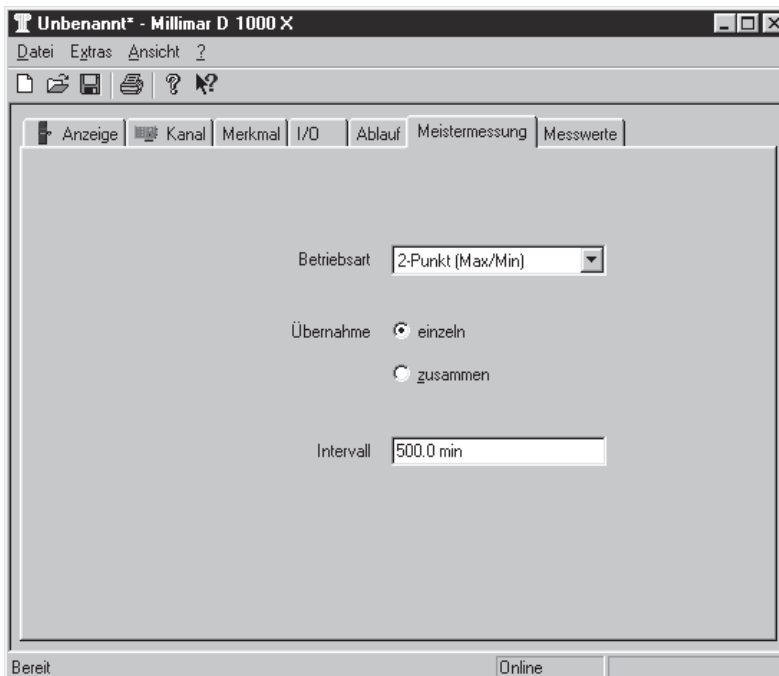 Unbenannt* - Millimar D 1000 X
Datei Extras Ansicht ?
Anzeige Kanal Merkmal I/O Ablauf Meistermessung Messwerte
Betriebsart 2-Punkt (Max/Min)
Übernahme einzeln
zusammen
Intervall 500.0 min
Bereit Online